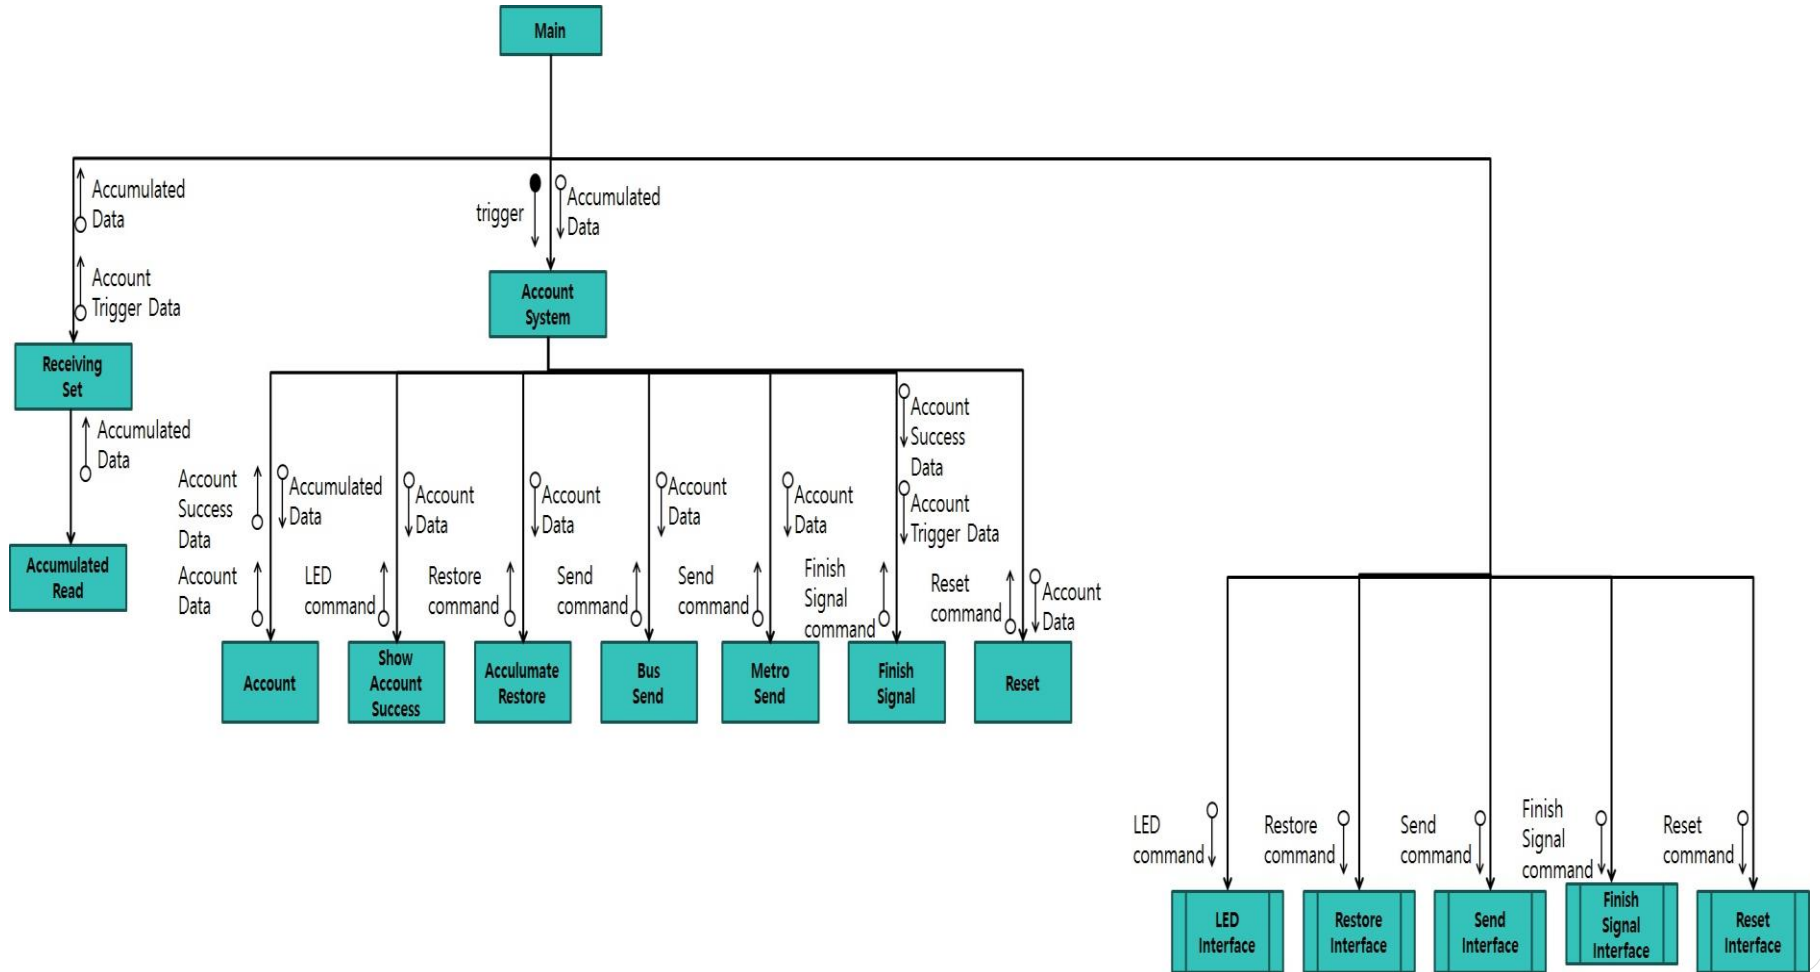 Main
Accumulated
Data
trigger
Accumulated
Data
Account
Trigger Data
Account
System
Receiving
Set
Accumulated
Data
Accumulated
Read
Account
Success
Data
Accumulated
Data
Account
Data
Account
Data
LED
command
Account
Data
Restore
command
Account
Data
Send
command
Account
Data
Send
command
Account
Success
Data
Account
Trigger Data
Finish
Signal
command
Reset
command
Account
Data
Account
Show
Account
Success
Acculumate
Restore
Bus
Send
Metro
Send
Finish
Signal
Reset
LED
command
Restore
command
Send
command
Finish
Signal
command
Reset
command
LED
Interface
Restore
Interface
Send
Interface
Finish
Signal
Interface
Reset
Interface